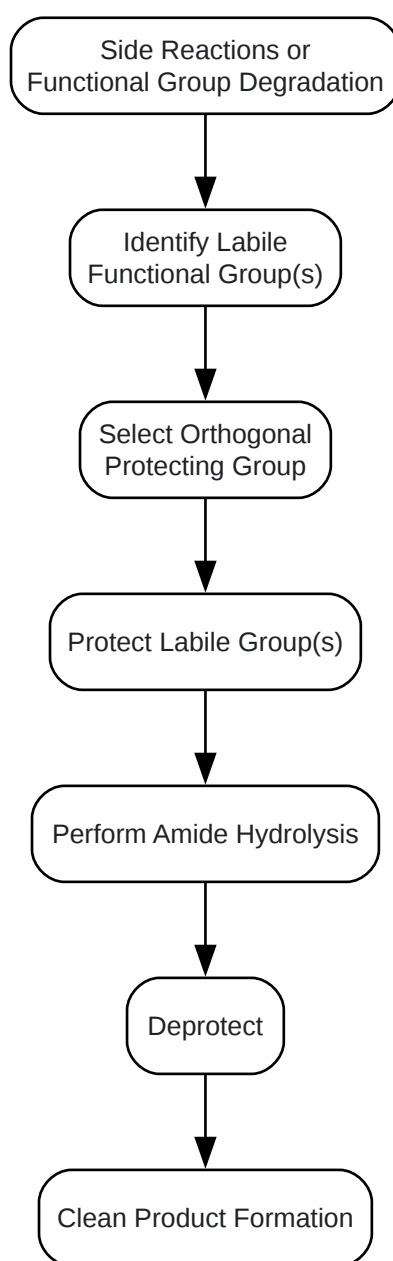 Side Reactions or
Functional Group Degradation
Identify Labile
Functional Group(s)
Select Orthogonal
Protecting Group
Protect Labile Group(s)
Perform Amide Hydrolysis
Deprotect
Clean Product Formation